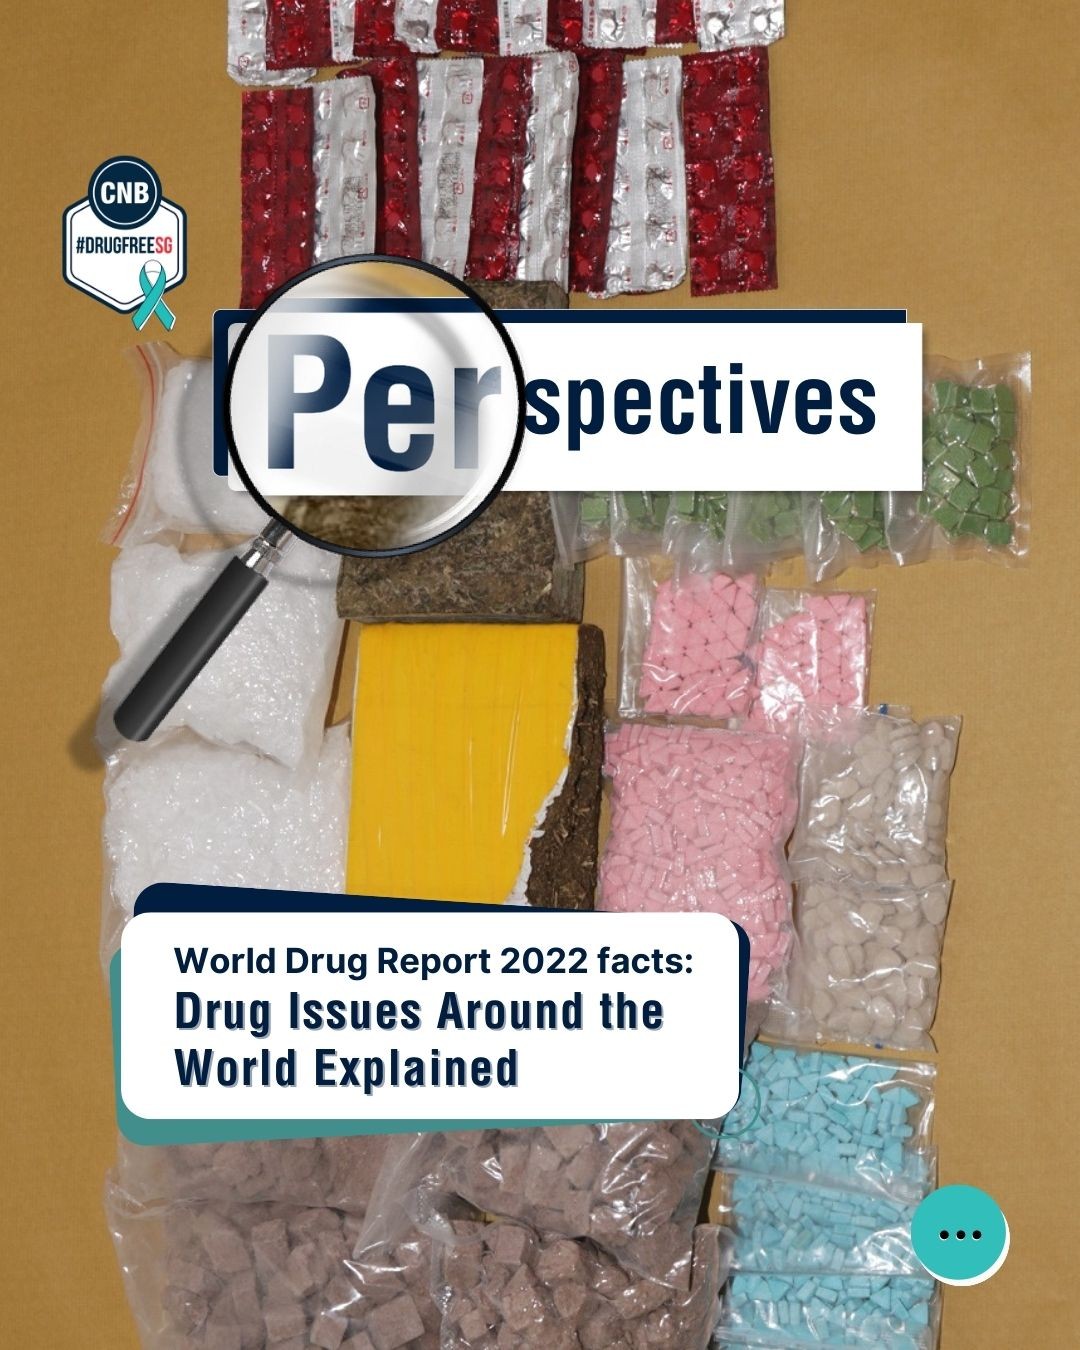 CNB
#DRUGFREESG
Perspectives
World Drug Report 2022 facts:
Drug Issues Around the
World Explained